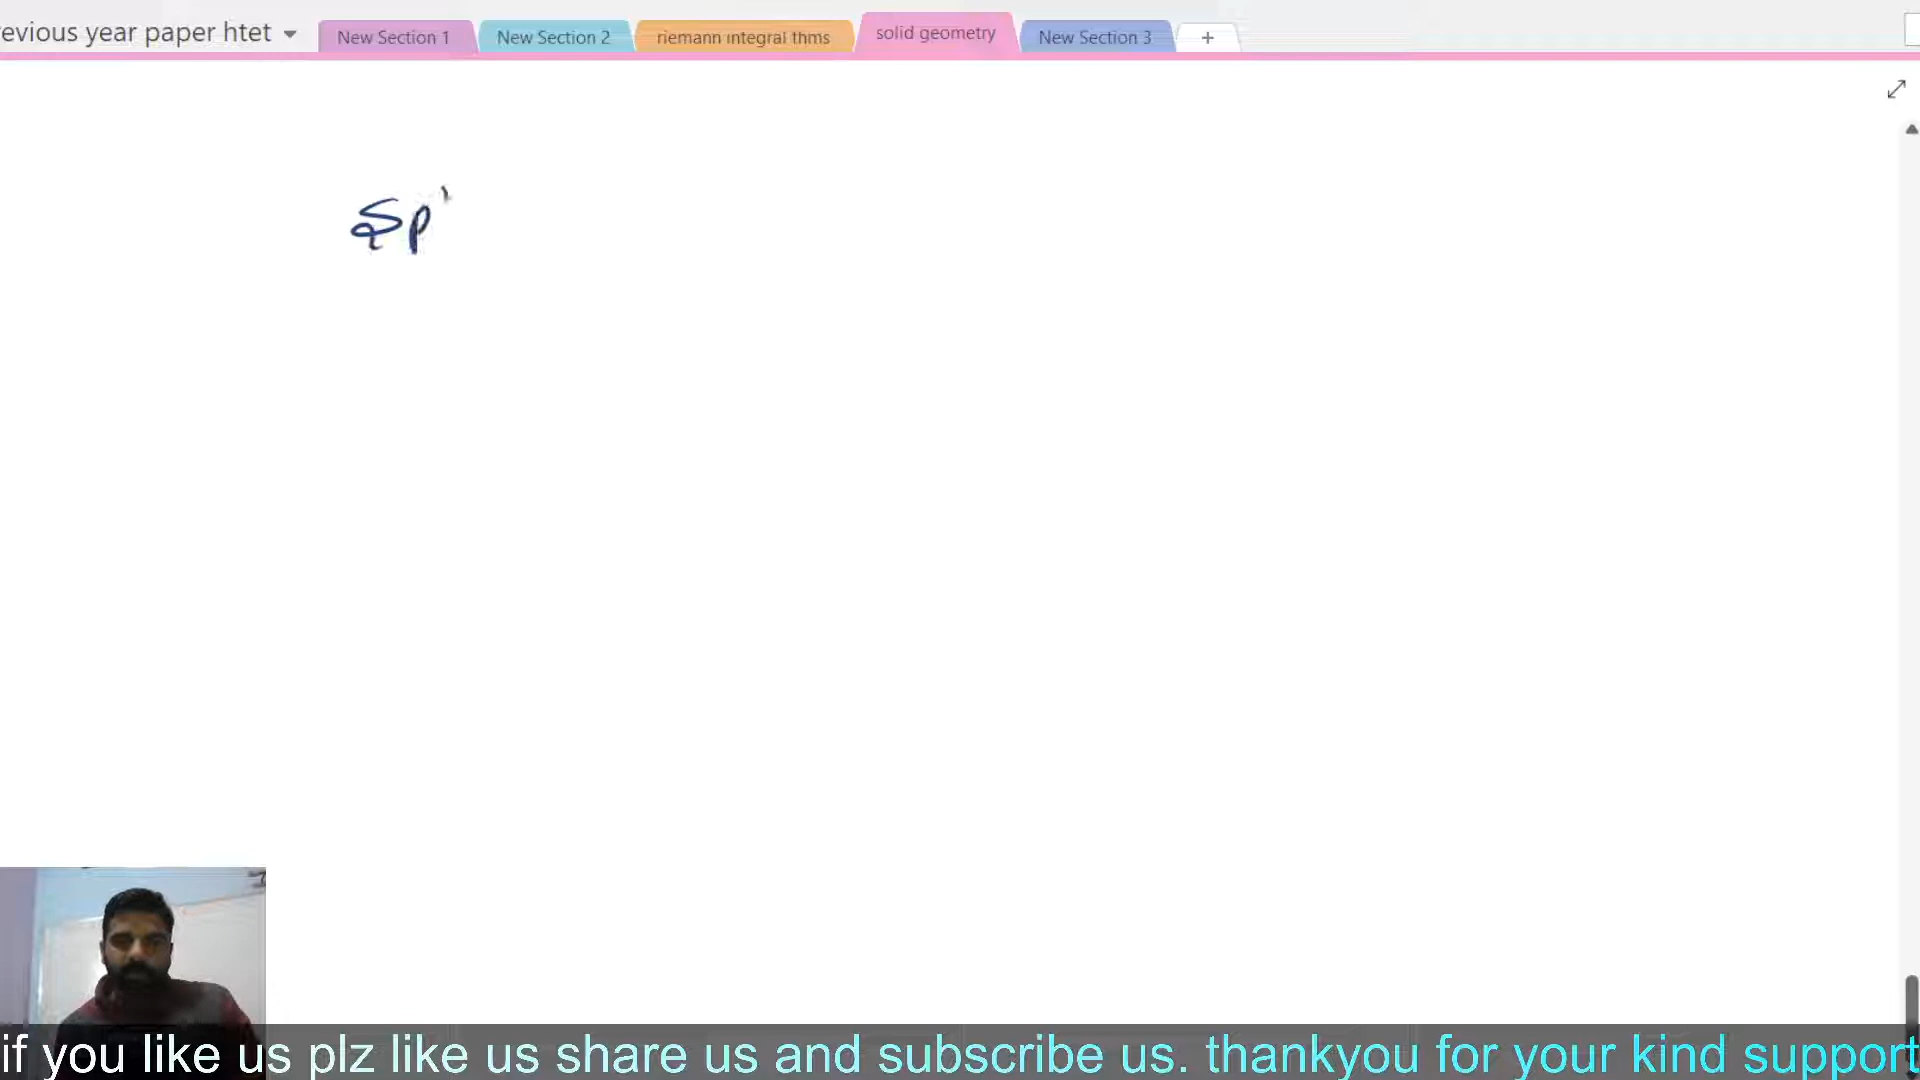 evious year paper htet
New Section 1
New Section 2
riemann integral thms
solid geometry
New Section 3
+
Sp
if you like us plz like us share us and subscribe us. thankyou for your kind support